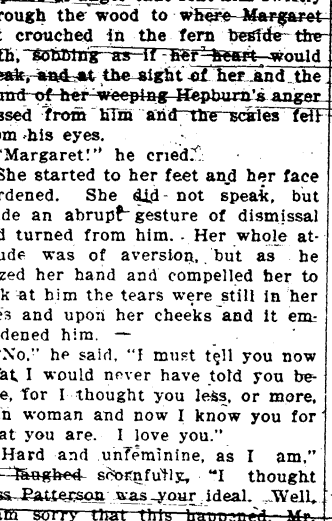 rough the wood to where Margaret
crouched in the fern beside the
th, sobbing as if her heart would
eak, and at the sight of her and the
und of her weeping Hepburn's anger
ssed from him and the scales fell
om his eyes.
"Margaret!" he cried.
She started to her feet and her face
rdened. She did not speak, but
de an abrupt gesture of dismissal
d turned from him. Her whole at-
ude was of aversion, but as he
zed her hand and compelled her to
k at him the tears were still in her
es and upon her cheeks and it em-
dened him.
"No," he said, "I must tell you now
at I would never have told you be-
e, for I thought you less, or more,
n woman and now I know you for
at you are. I love you."
Hard and unfeminine, as I am,"
laughed scornfully, "I thought
ss Patterson was your ideal. Well,
am sorry that this happened, Mr.